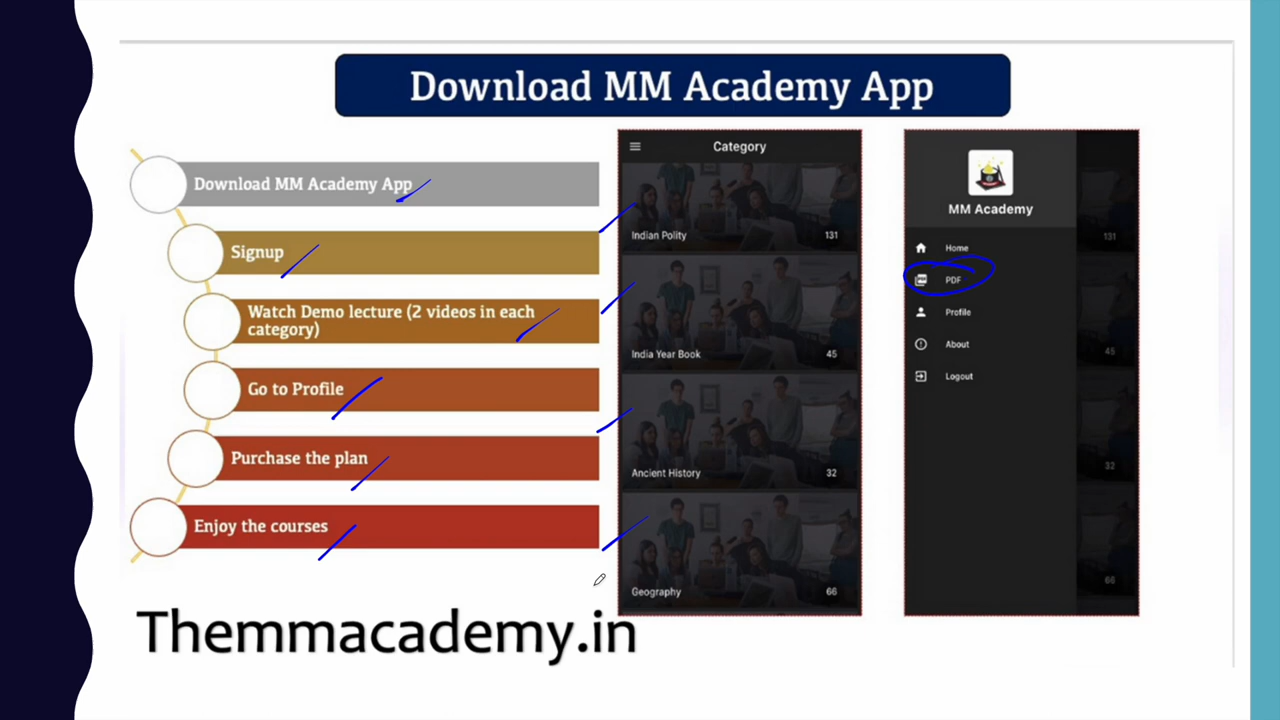 Download MM Academy App
Download MM Academy App
Signup
Watch Demo lecture (2 videos in each
category)
Go to Profile
Purchase the plan
Enjoy the courses
Themmacademy.in
Category
Indian Polity 131
India Year Book 45
Ancient History 32
Geography 66
MM Academy
Home
PDF
Profile
About
Logout
131
45
32
66